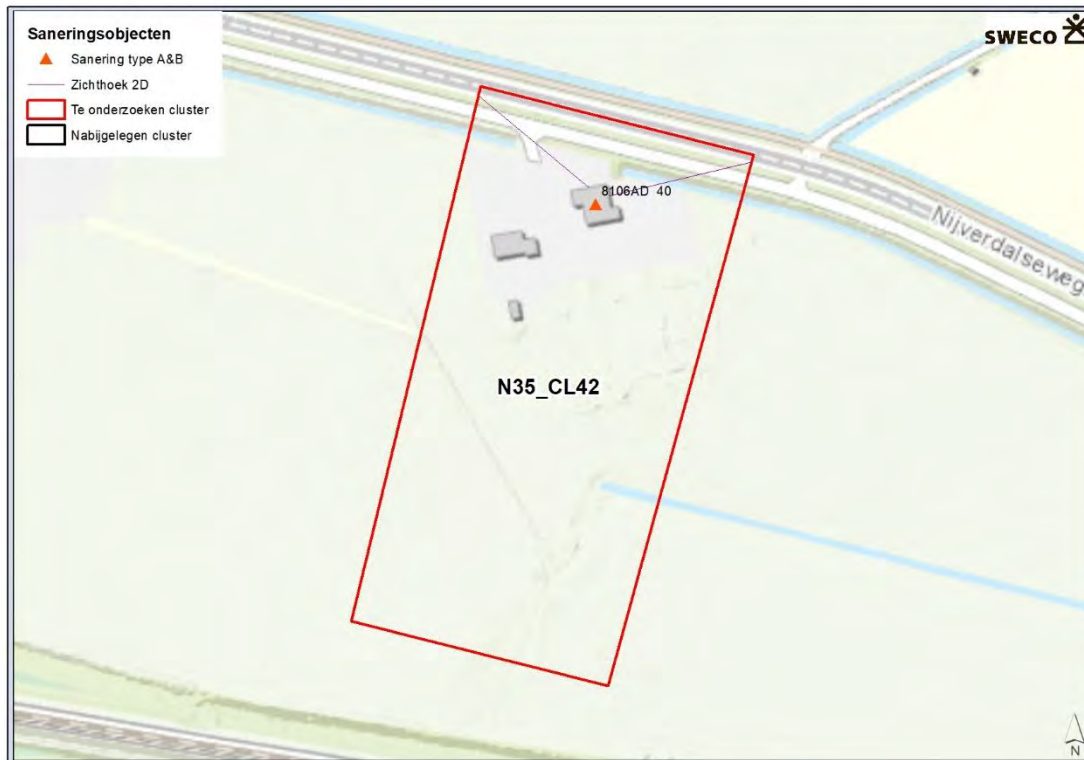 Saneringsobjecten
Sanering type A&B
Zichthoek 2D
Te onderzoeken cluster
Nabijgelegen cluster
SWECO
8106AD 40
Nijverdalseweg
N35_CL42
N